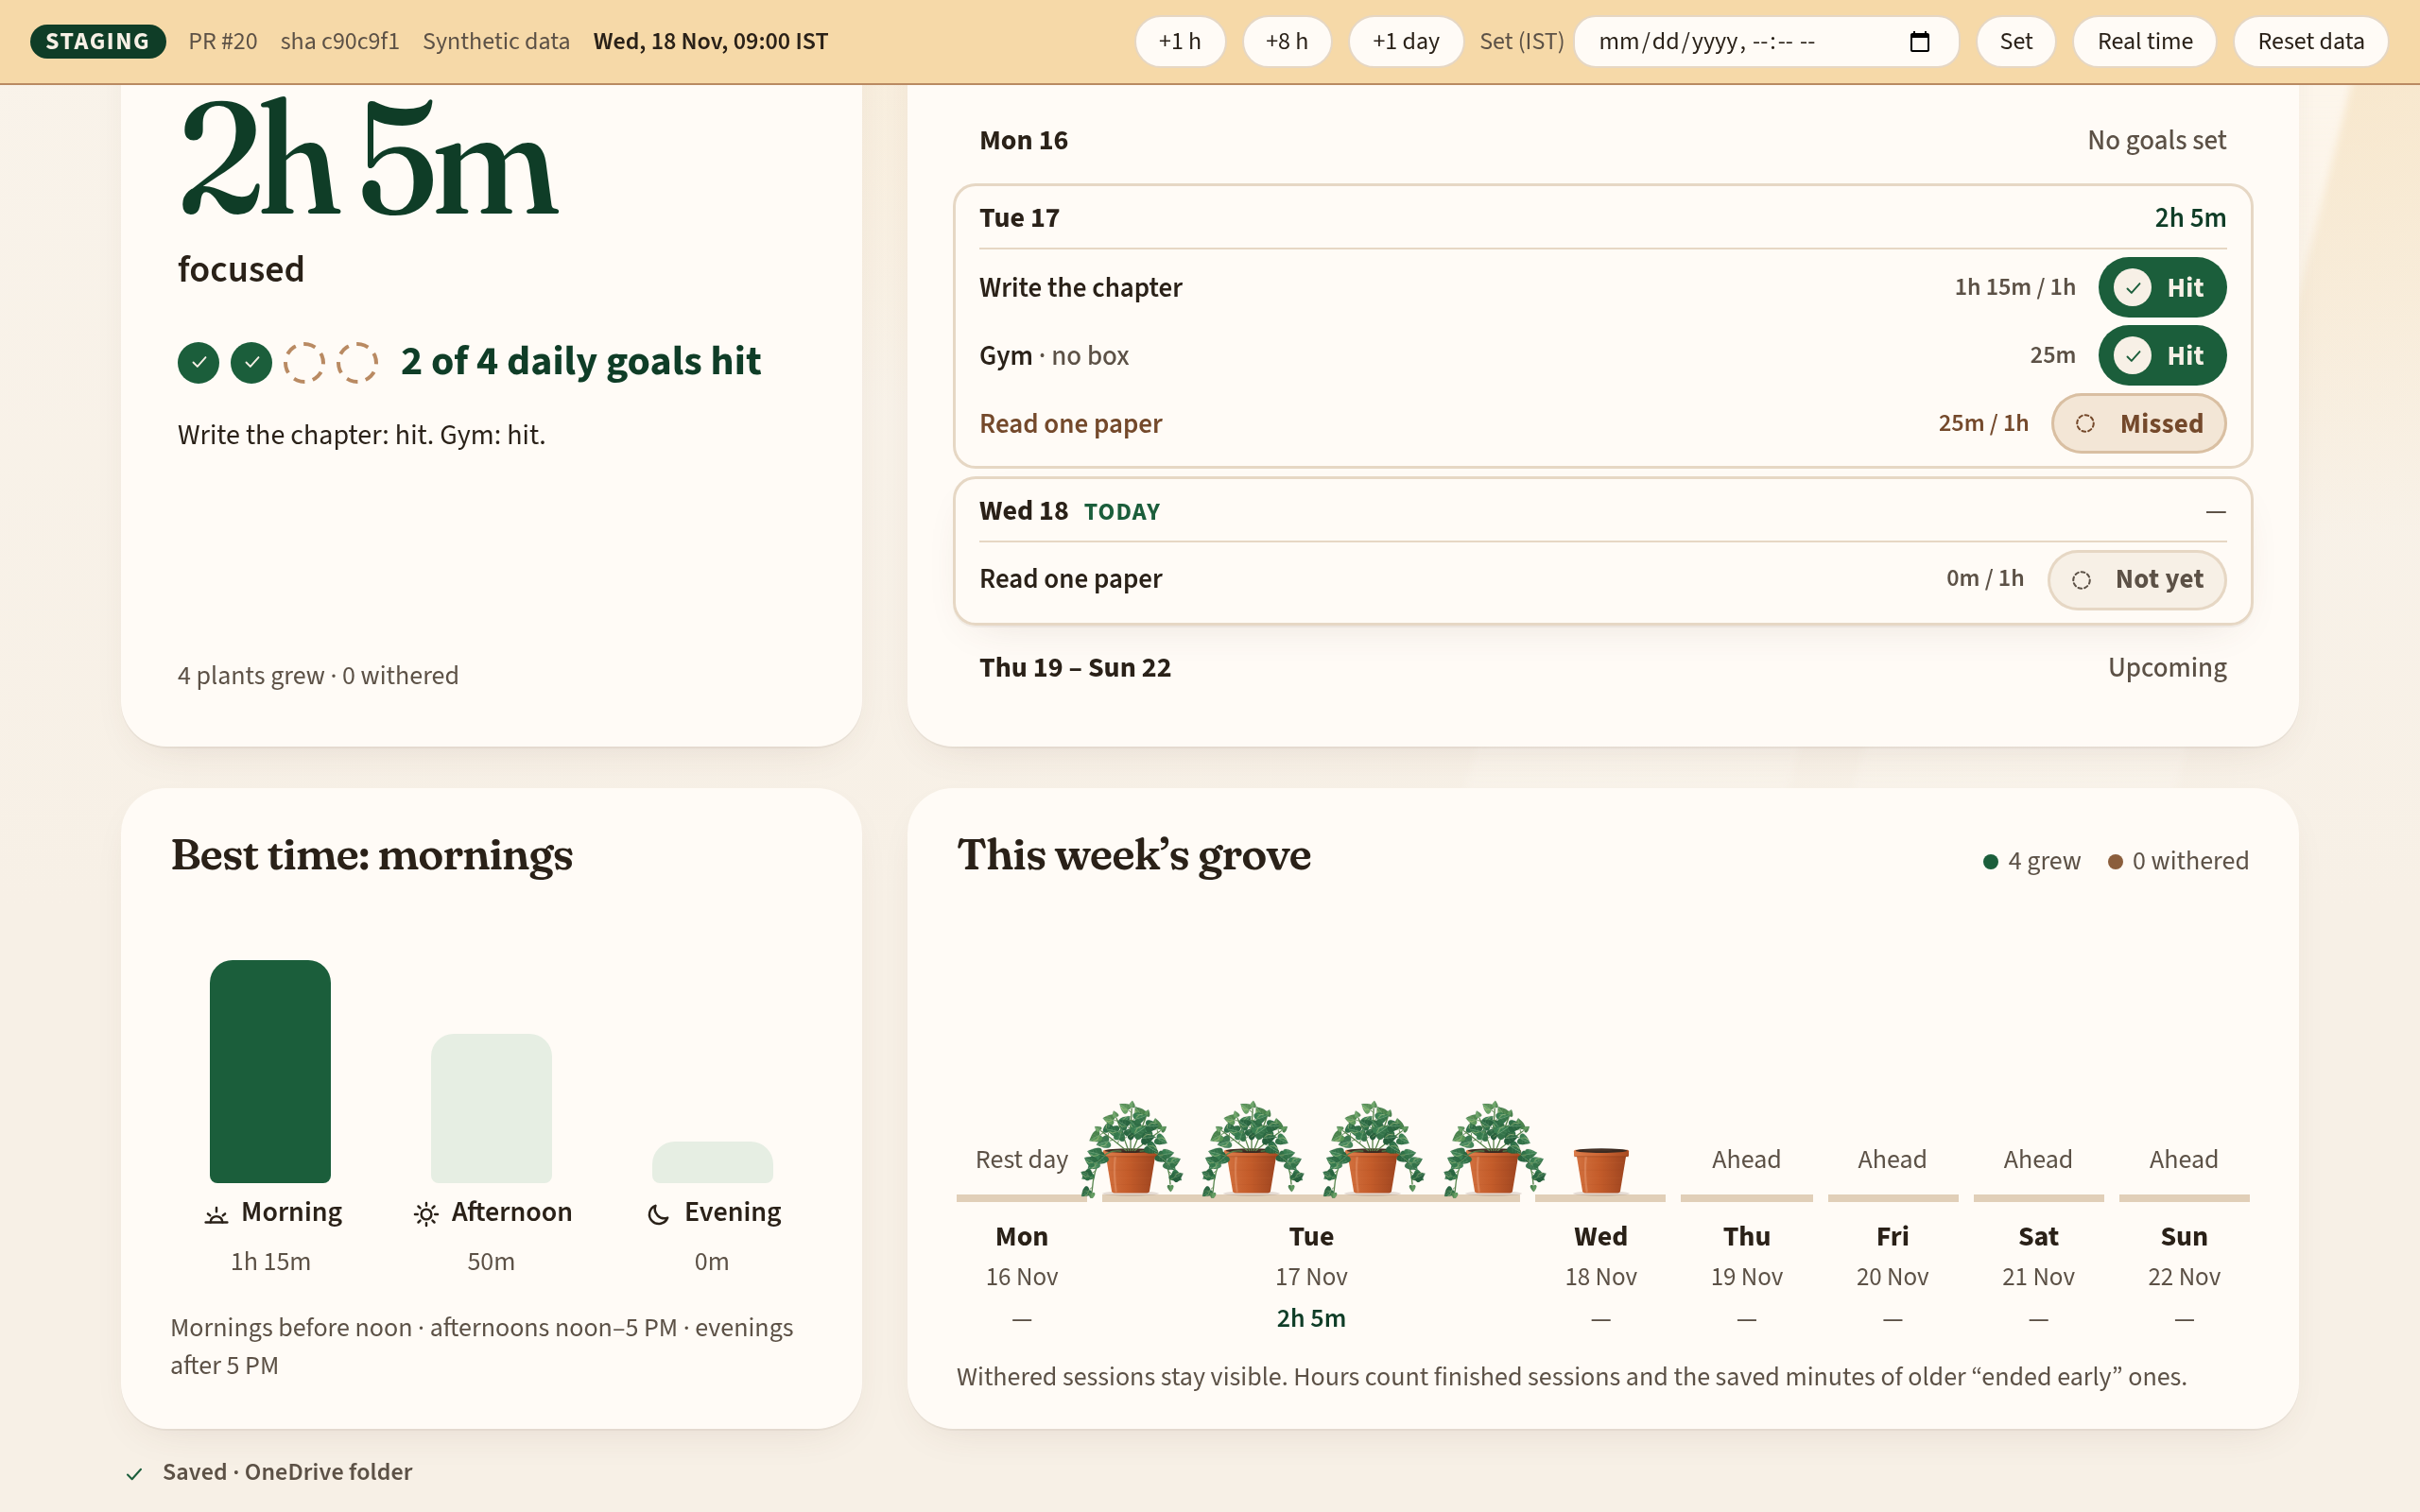 STAGING PR #20 sha c90c9f1 Synthetic data Wed, 18 Nov, 09:00 IST +1 h +8 h +1 day Set (IST) mm/dd/yyyy, --:-- -- Set Real time Reset data
2h 5m
focused
2 of 4 daily goals hit
Write the chapter: hit. Gym: hit.
4 plants grew · 0 withered
Mon 16 No goals set
Tue 17 2h 5m
Write the chapter 1h 15m / 1h Hit
Gym · no box 25m Hit
Read one paper 25m / 1h Missed
Wed 18 TODAY —
Read one paper 0m / 1h Not yet
Thu 19 – Sun 22 Upcoming
Best time: mornings
Morning Afternoon Evening
1h 15m 50m 0m
Mornings before noon · afternoons noon–5 PM · evenings
after 5 PM
This week’s grove 4 grew 0 withered
Rest day Ahead Ahead Ahead Ahead
Mon Tue Wed Thu Fri Sat Sun
16 Nov 17 Nov 18 Nov 19 Nov 20 Nov 21 Nov 22 Nov
— 2h 5m — — — — —
Withered sessions stay visible. Hours count finished sessions and the saved minutes of older “ended early” ones.
Saved · OneDrive folder